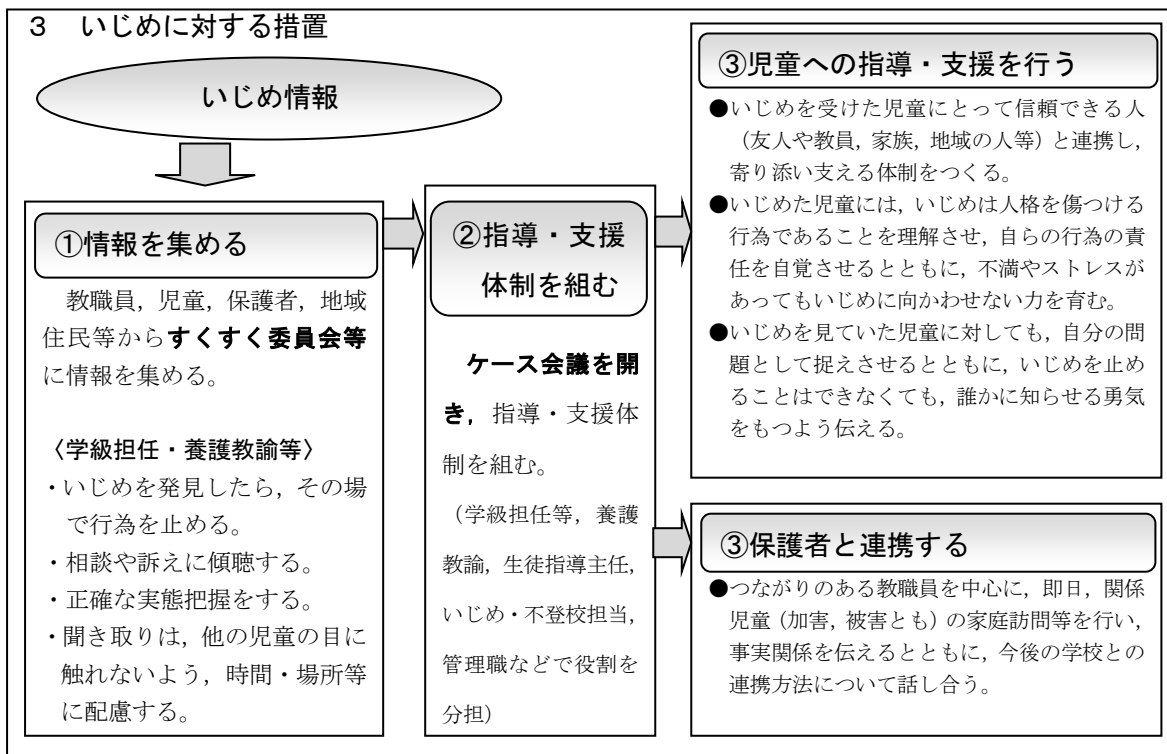 3 いじめに対する措置
いじめ情報
①情報を集める
教職員，児童，保護者，地域
住民等からすくすく委員会等
に情報を集める。
〈学級担任・養護教諭等〉
・いじめを発見したら，その場
で行為を止める。
・相談や訴えに傾聴する。
・正確な実態把握をする。
・聞き取りは，他の児童の目に
触れないよう，時間・場所等
に配慮する。
②指導・支援
体制を組む
ケース会議を開
き，指導・支援体
制を組む。
（学級担任等，養護
教諭，生徒指導主任，
いじめ・不登校担当，
管理職などで役割を
分担）
③児童への指導・支援を行う
●いじめを受けた児童にとって信頼できる人
（友人や教員，家族，地域の人等）と連携し，
寄り添い支える体制をつくる。
●いじめた児童には，いじめは人格を傷つける
行為であることを理解させ，自らの行為の責
任を自覚させるとともに，不満やストレスが
あってもいじめに向かわせない力を育む。
●いじめを見ていた児童に対しても，自分の問
題として捉えさせるとともに，いじめを止め
ることはできなくても，誰かに知らせる勇気
をもつよう伝える。
③保護者と連携する
●つながりのある教職員を中心に，即日，関係
児童（加害，被害とも）の家庭訪問等を行い，
事実関係を伝えるとともに，今後の学校との
連携方法について話し合う。